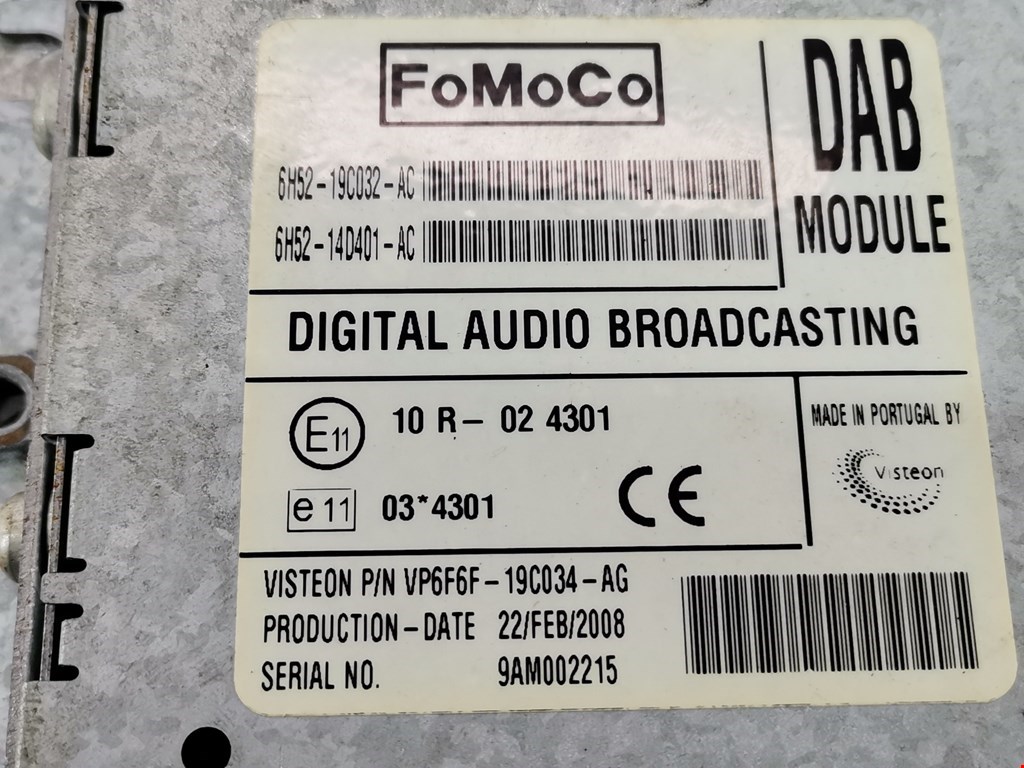 FoMoCo
6H52-19C032-AC
6H52-14D401-AC
DAB
MODULE
DIGITAL AUDIO BROADCASTING
E11 10 R- 02 4301
e 11 03*4301
CE
MADE IN PORTUGAL BY
Visteon
VISTEON P/N VP6F6F-19C034-AG
PRODUCTION-DATE 22/FEB/2008
SERIAL NO. 9AM002215